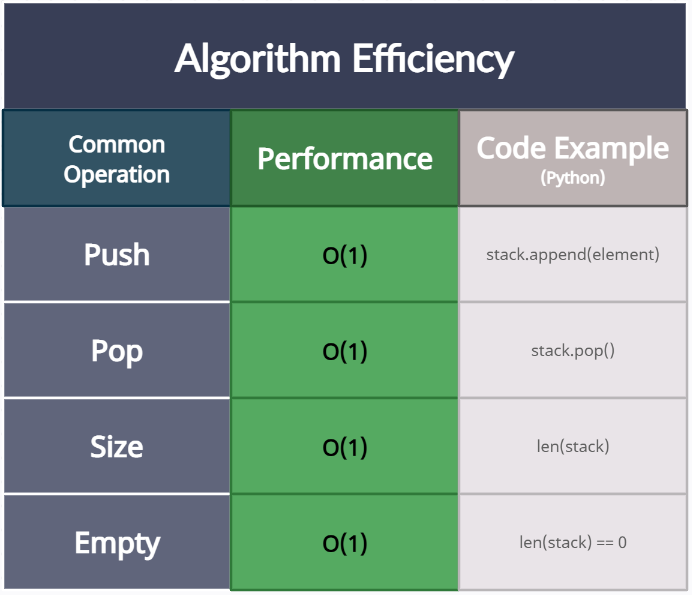 Algorithm Efficiency
Common
Operation
Performance
Code Example
(Python)
Push
O(1)
stack.append(element)
Pop
O(1)
stack.pop()
Size
O(1)
len(stack)
Empty
O(1)
len(stack) == 0